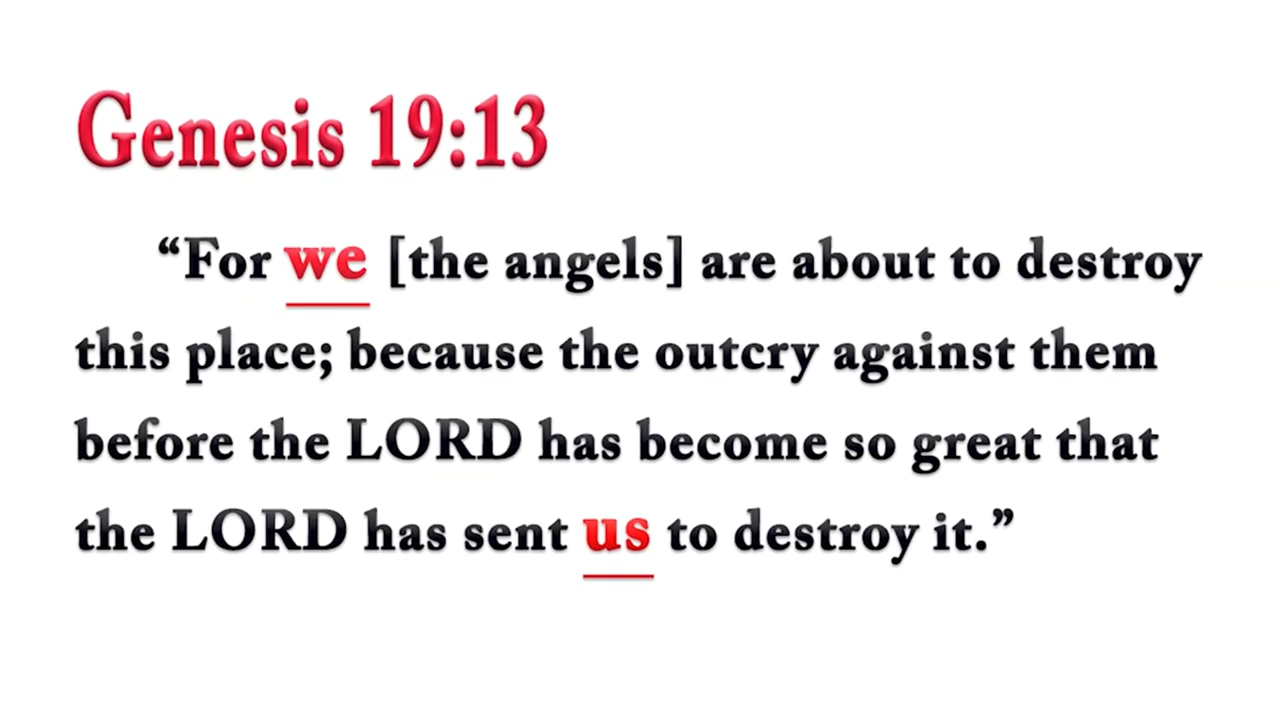 Genesis 19:13
“For we [the angels] are about to destroy
this place; because the outcry against them
before the LORD has become so great that
the LORD has sent us to destroy it.”